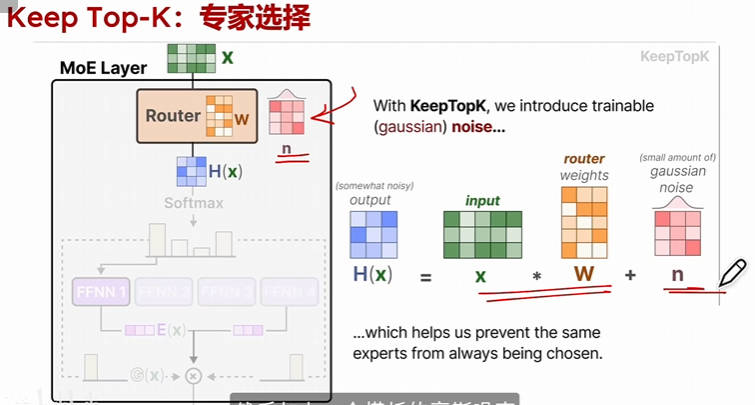 Keep Top-K：专家选择
KeepTopK
MoE Layer
X
Router
W
n
H(x)
Softmax
FFNN 1
FFNN 2
FFNN 3
FFNN 4
E(x)
G(x)
With KeepTopK, we introduce trainable
(gaussian) noise...
(somewhat noisy)
output
input
router
weights
(small amount of)
gaussian
noise
H(x) = x * W + n
...which helps us prevent the same
experts from always being chosen.